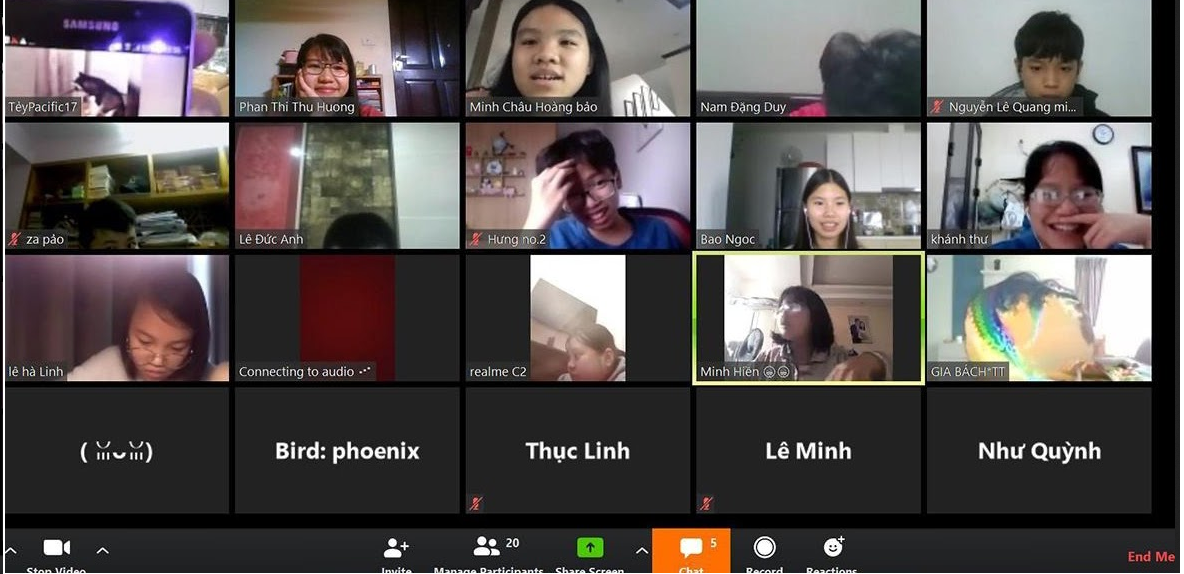 SAMSUNG
TẻyPacific17
Phan Thi Thu Huong
Minh Châu Hoàng bảo
Nam Đặng Duy
Nguyễn Lê Quang mi...
za pảo
Lê Đức Anh
Hưng no.2
Bao Ngoc
khánh thư
lê hà Linh
Connecting to audio
realme C2
Minh Hiền
GIA BÁCH*TT
Bird: phoenix
Thục Linh
Lê Minh
Như Quỳnh
Stop Video
Invite
Manage Participants
20
Share Screen
Chat
5
Record
Reactions
End Me